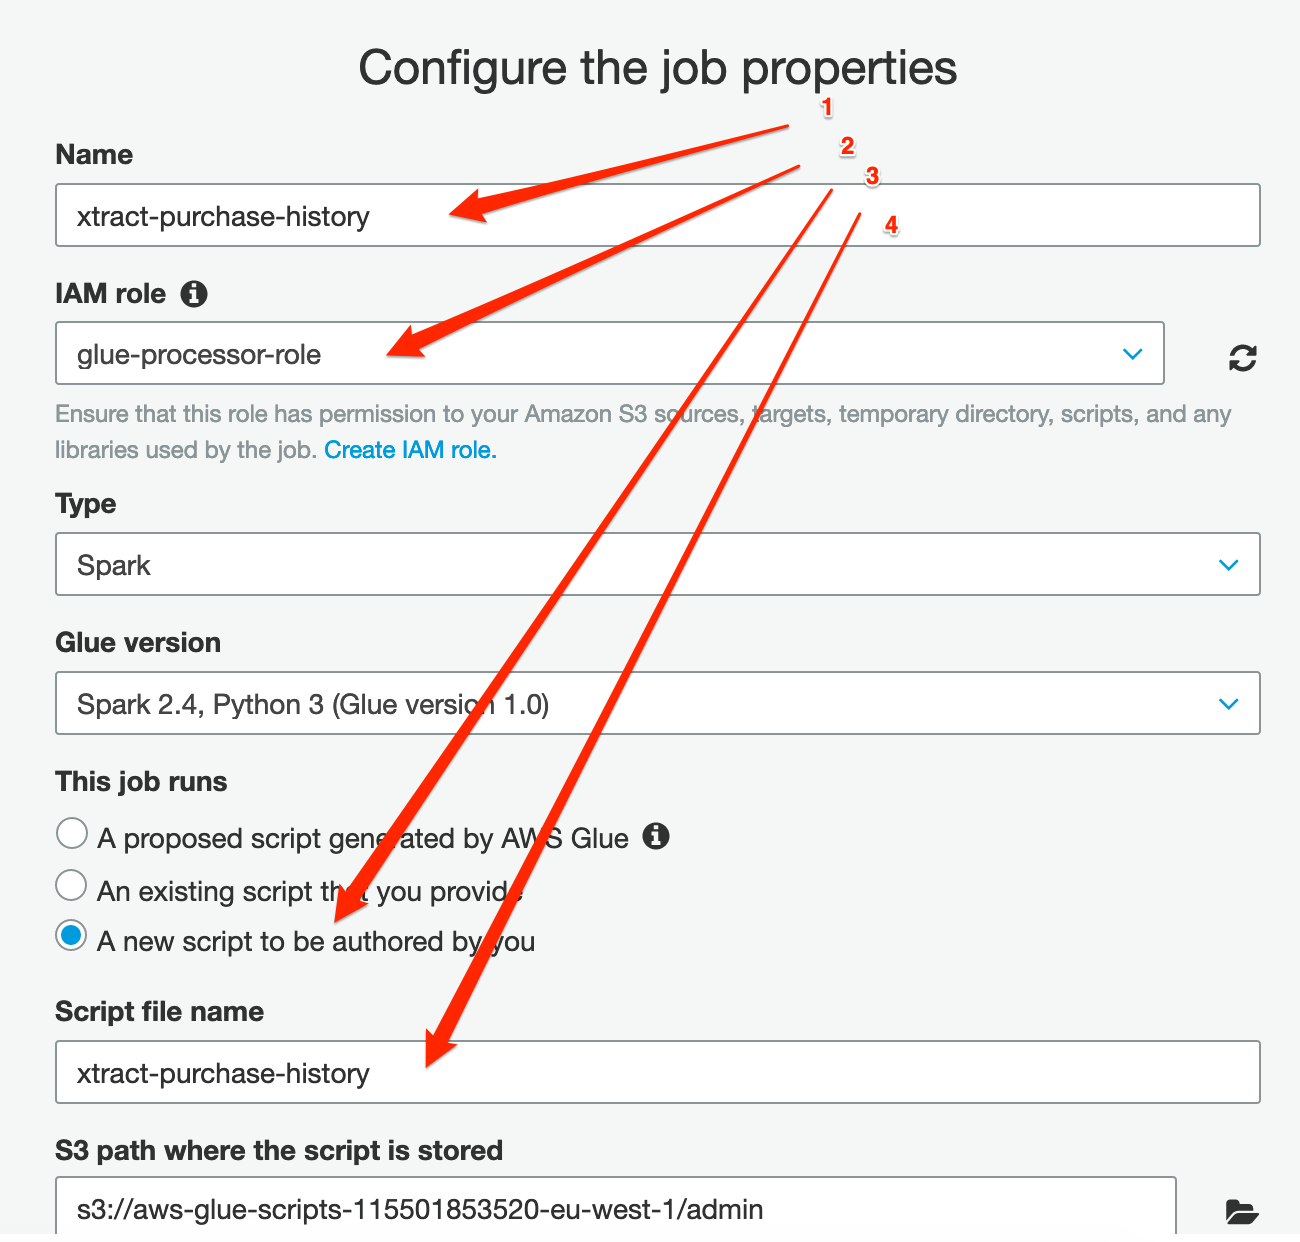 Configure the job properties
1
Name
2
3
xtract-purchase-history
4
IAM role
glue-processor-role
Ensure that this role has permission to your Amazon S3 sources, targets, temporary directory, scripts, and any
libraries used by the job. Create IAM role.
Type
Spark
Glue version
Spark 2.4, Python 3 (Glue version 1.0)
This job runs
A proposed script generated by AWS Glue
An existing script that you provide
A new script to be authored by you
Script file name
xtract-purchase-history
S3 path where the script is stored
s3://aws-glue-scripts-115501853520-eu-west-1/admin